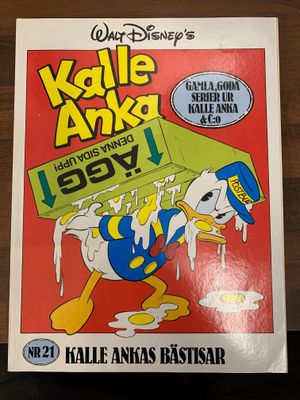 WALT DISNEY'S
Kalle
Anka
GAMLA, GODA
SERIER UR
KALLE ANKA
& C:o
ÄGG
DENNA SIDA UPP!
POSTBUD
NR 21
KALLE ANKAS BÄSTISAR